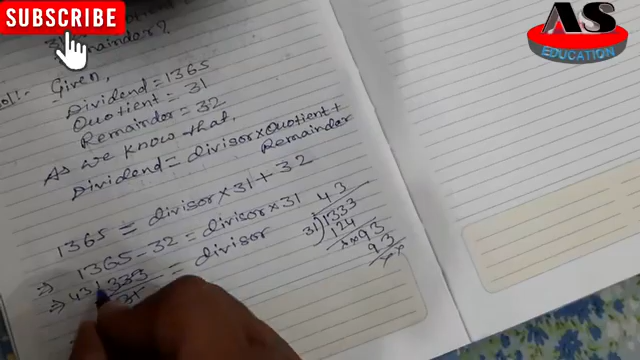 SUBSCRIBE
AS
EDUCATION
Remainder?
Sol:- Given,
Dividend = 1365
Quotient = 31
Remainder = 32
As we know that,
Dividend = divisor × Quotient +
Remainder
1365 = divisor × 31 + 32
⇒ 1365 - 32 = divisor × 31
⇒ 43 1333 = divisor
31
43
31)1333
124
××93
93
××